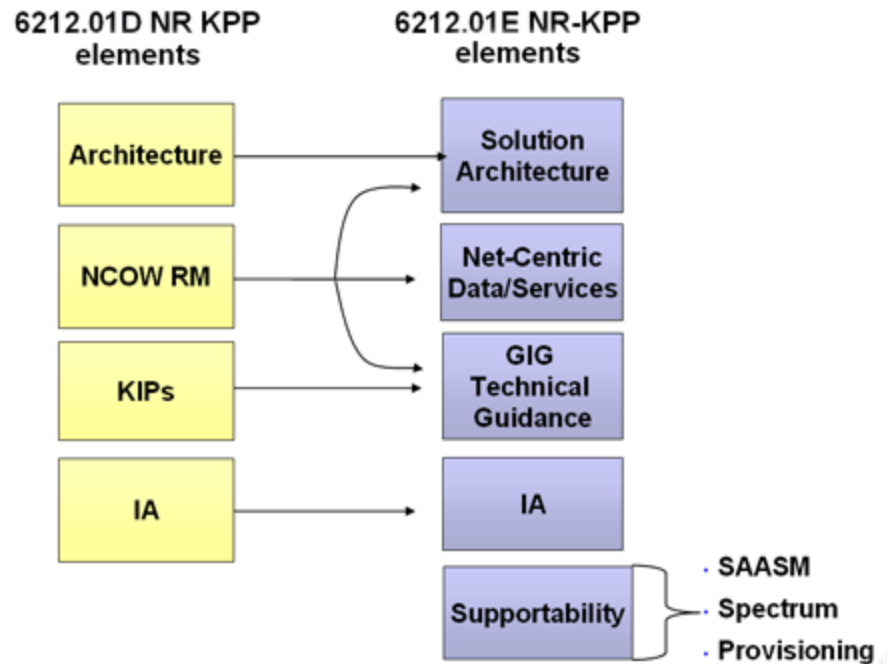 6212.01D NR KPP
elements
6212.01E NR-KPP
elements
Architecture
Solution
Architecture
NCOW RM
Net-Centric
Data/Services
KIPs
GIG
Technical
Guidance
IA
IA
Supportability
· SAASM
· Spectrum
· Provisioning